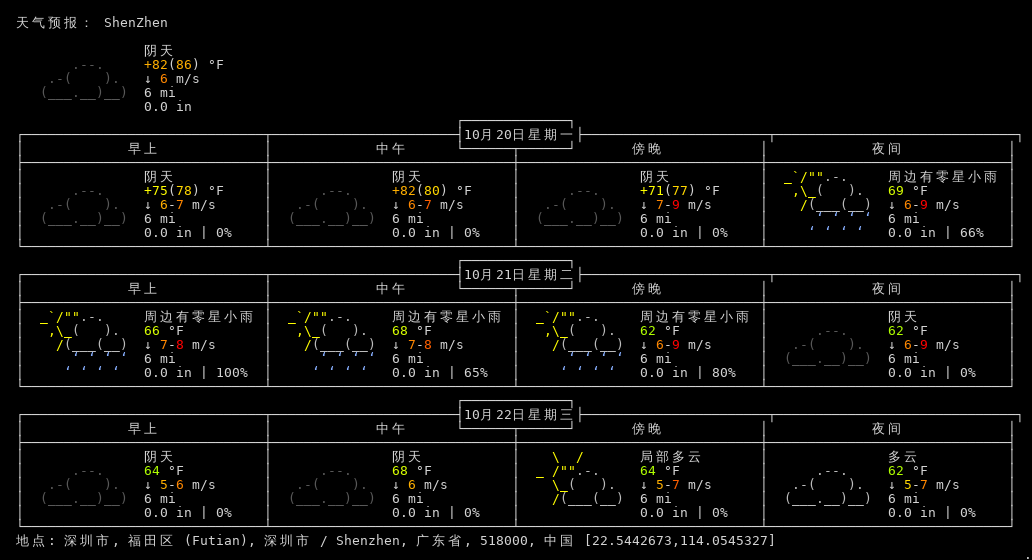 天气预报： ShenZhen
阴天
+82(86) °F
↓ 6 m/s
6 mi
0.0 in
10月20日星期一
早上 中午 傍晚 夜间
阴天 阴天 阴天 周边有零星小雨
+75(78) °F +82(80) °F +71(77) °F 69 °F
↓ 6-7 m/s ↓ 6-7 m/s ↓ 7-9 m/s ↓ 6-9 m/s
6 mi 6 mi 6 mi 6 mi
0.0 in | 0% 0.0 in | 0% 0.0 in | 0% 0.0 in | 66%
10月21日星期二
早上 中午 傍晚 夜间
周边有零星小雨 周边有零星小雨 周边有零星小雨 阴天
66 °F 68 °F 62 °F 62 °F
↓ 7-8 m/s ↓ 7-8 m/s ↓ 6-9 m/s ↓ 6-9 m/s
6 mi 6 mi 6 mi 6 mi
0.0 in | 100% 0.0 in | 65% 0.0 in | 80% 0.0 in | 0%
10月22日星期三
早上 中午 傍晚 夜间
阴天 阴天 局部多云 多云
64 °F 68 °F 64 °F 62 °F
↓ 5-6 m/s ↓ 6 m/s ↓ 5-7 m/s ↓ 5-7 m/s
6 mi 6 mi 6 mi 6 mi
0.0 in | 0% 0.0 in | 0% 0.0 in | 0% 0.0 in | 0%
地点: 深圳市, 福田区 (Futian), 深圳市 / Shenzhen, 广东省, 518000, 中国 [22.5442673,114.0545327]